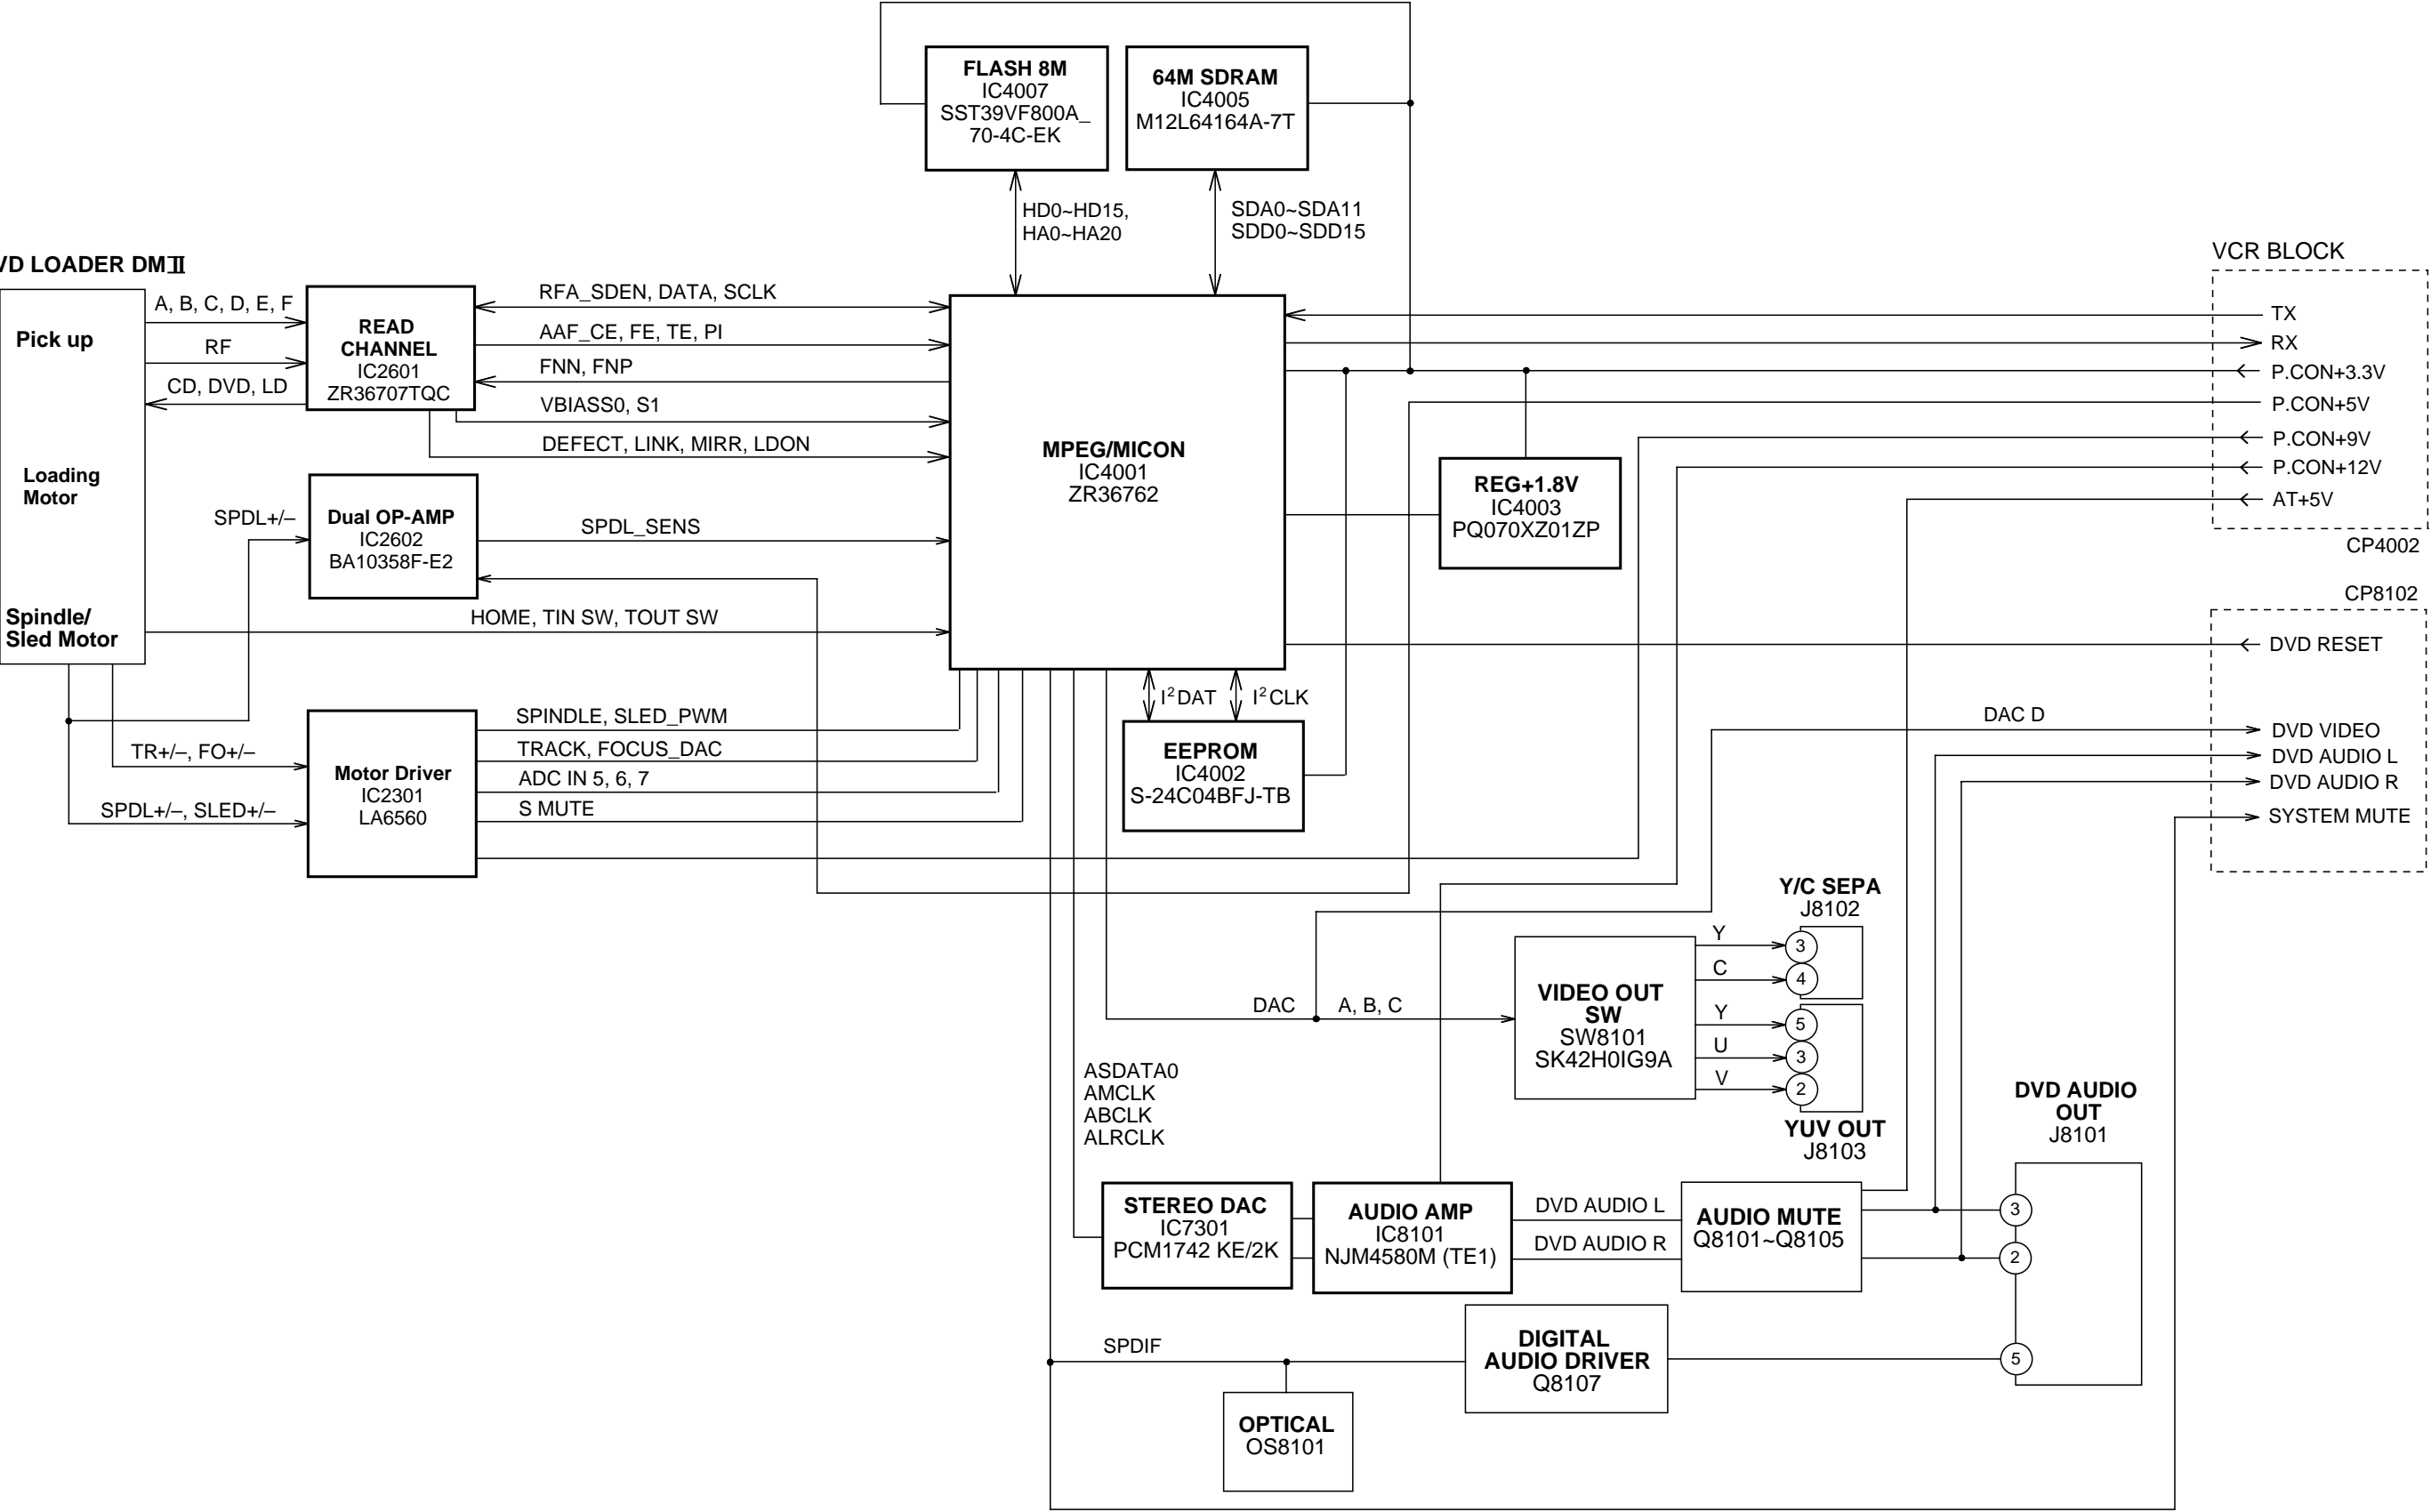 FLASH 8M
IC4007
SST39VF800A_
70-4C-EK
64M SDRAM
IC4005
M12L64164A-7T
HD0~HD15,
HA0~HA20
SDA0~SDA11
SDD0~SDD15
VD LOADER DMⅡ
Pick up
Loading
Motor
Spindle/
Sled Motor
A, B, C, D, E, F
RF
CD, DVD, LD
READ
CHANNEL
IC2601
ZR36707TQC
RFA_SDEN, DATA, SCLK
AAF_CE, FE, TE, PI
FNN, FNP
VBIASS0, S1
DEFECT, LINK, MIRR, LDON
SPDL+/–
Dual OP-AMP
IC2602
BA10358F-E2
SPDL_SENS
HOME, TIN SW, TOUT SW
MPEG/MICON
IC4001
ZR36762
REG+1.8V
IC4003
PQ070XZ01ZP
VCR BLOCK
TX
RX
P.CON+3.3V
P.CON+5V
P.CON+9V
P.CON+12V
AT+5V
CP4002
CP8102
DVD RESET
DAC D
DVD VIDEO
DVD AUDIO L
DVD AUDIO R
SYSTEM MUTE
TR+/–, FO+/–
SPDL+/–, SLED+/–
Motor Driver
IC2301
LA6560
SPINDLE, SLED_PWM
TRACK, FOCUS_DAC
ADC IN 5, 6, 7
S MUTE
I²DAT
I²CLK
EEPROM
IC4002
S-24C04BFJ-TB
Y/C SEPA
J8102
DAC
A, B, C
VIDEO OUT
SW
SW8101
SK42H0IG9A
Y
3
C
4
Y
5
U
3
V
2
YUV OUT
J8103
ASDATA0
AMCLK
ABCLK
ALRCLK
DVD AUDIO
OUT
J8101
STEREO DAC
IC7301
PCM1742 KE/2K
AUDIO AMP
IC8101
NJM4580M (TE1)
DVD AUDIO L
DVD AUDIO R
AUDIO MUTE
Q8101~Q8105
3
2
SPDIF
DIGITAL
AUDIO DRIVER
Q8107
5
OPTICAL
OS8101